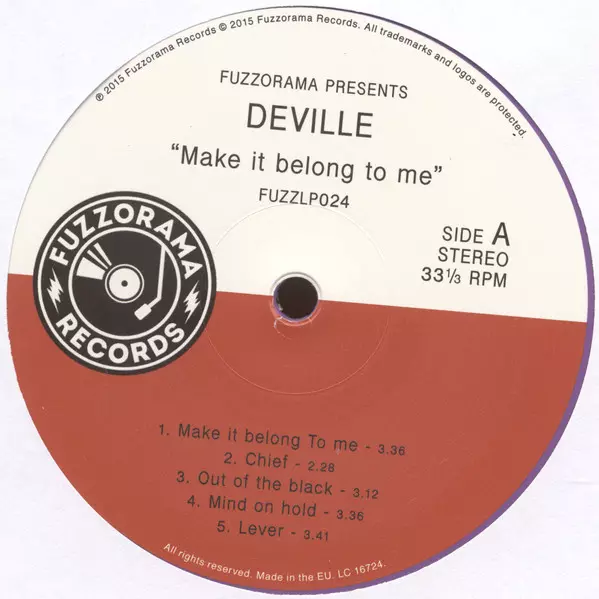 ℗ 2015 Fuzzorama Records © 2015 Fuzzorama Records. All trademarks and logos are protected.
FUZZORAMA PRESENTS
DEVILLE
“Make it belong to me”
FUZZLP024
SIDE A
STEREO
33⅓ RPM
FUZZORAMA
RECORDS
1. Make it belong To me - 3.36
2. Chief - 2.28
3. Out of the black - 3.12
4. Mind on hold - 3.36
5. Lever - 3.41
All rights reserved. Made in the EU. LC 16724.